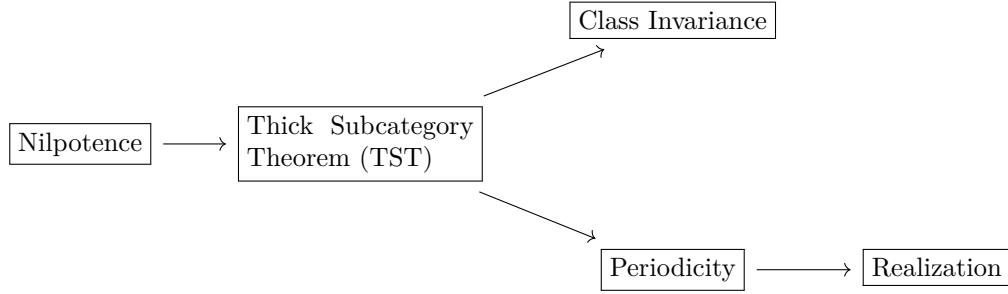 Class Invariance
Nilpotence
Thick Subcategory
Theorem (TST)
Periodicity
Realization